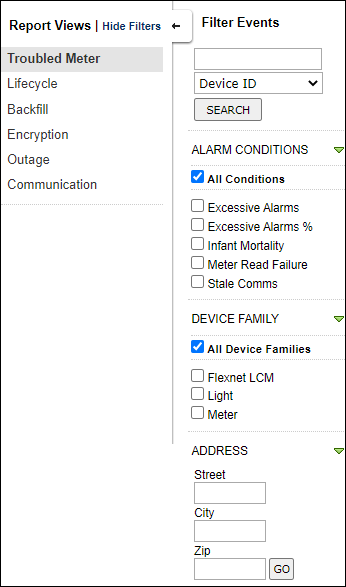 Report Views | Hide Filters
Troubled Meter
Lifecycle
Backfill
Encryption
Outage
Communication
Filter Events
Device ID
SEARCH
ALARM CONDITIONS
All Conditions
Excessive Alarms
Excessive Alarms %
Infant Mortality
Meter Read Failure
Stale Comms
DEVICE FAMILY
All Device Families
Flexnet LCM
Light
Meter
ADDRESS
Street
City
Zip
GO